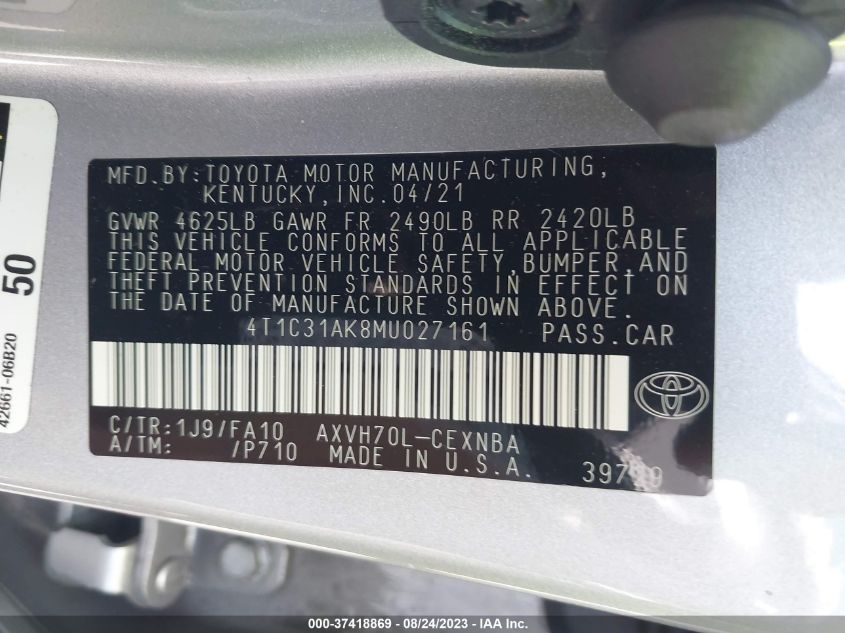 MFD.BY:TOYOTA MOTOR MANUFACTURING,
KENTUCKY,INC.04/21
GVWR 4625LB GAWR FR 2490LB RR 2420LB
THIS VEHICLE CONFORMS TO ALL APPLICABLE
FEDERAL MOTOR VEHICLE SAFETY,BUMPER,AND
THEFT PREVENTION STANDARDS IN EFFECT ON
THE DATE OF MANUFACTURE SHOWN ABOVE.
4T1C31AK8MU027161 PASS.CAR
C/TR:1J9/FA10 AXVH70L-CEXNBA
A/TM: /P710 MADE IN U.S.A.
50
42661-06B20
000-37418869 - 08/24/2023 - IAA Inc.